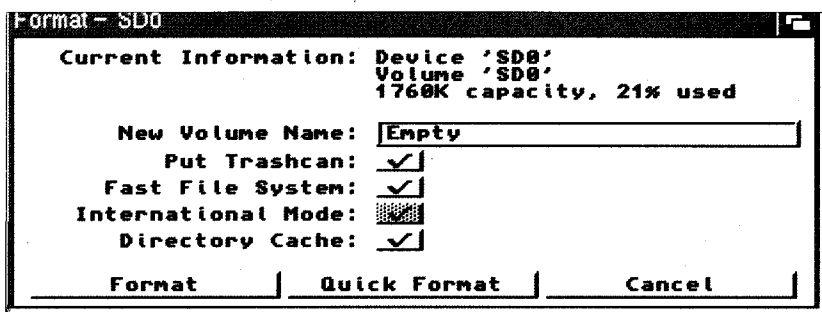 Format - SD0
Current Information: Device 'SD0'
Volume 'SD0'
1760K capacity, 21% used
New Volume Name: Empty
Put Trashcan:
Fast File System:
International Mode:
Directory Cache:
Format Quick Format Cancel